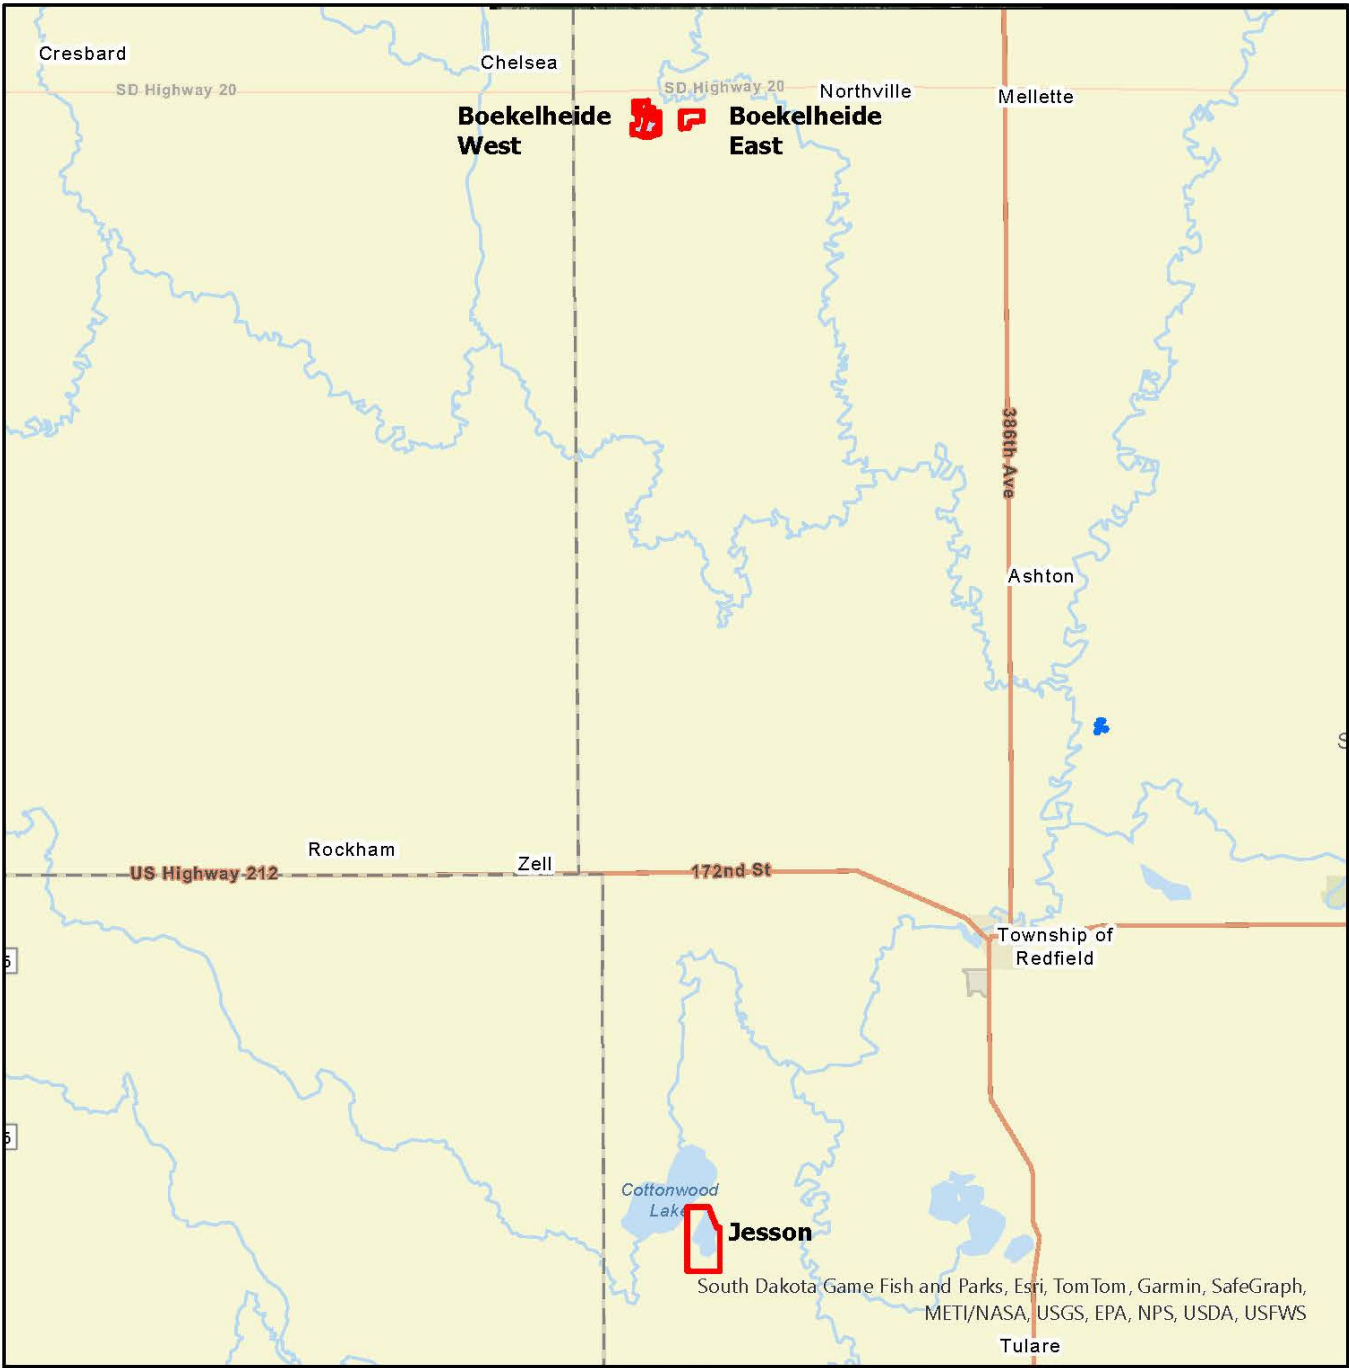 Cresbard
Chelsea
SD Highway 20
SD Highway 20
Northville
Mellette
Boekelheide
West
Boekelheide
East
386th Ave
Ashton
S
Rockham
Zell
US Highway 212
172nd St
Township of
Redfield
5
5
Cottonwood
Lake
Jesson
South Dakota Game Fish and Parks, Esri, TomTom, Garmin, SafeGraph,
METI/NASA, USGS, EPA, NPS, USDA, USFWS
Tulare